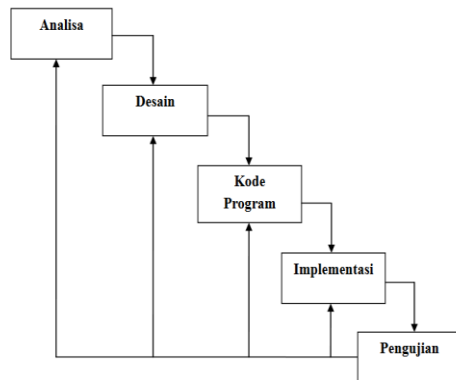 Analisa
Desain
Kode
Program
Implementasi
Pengujian